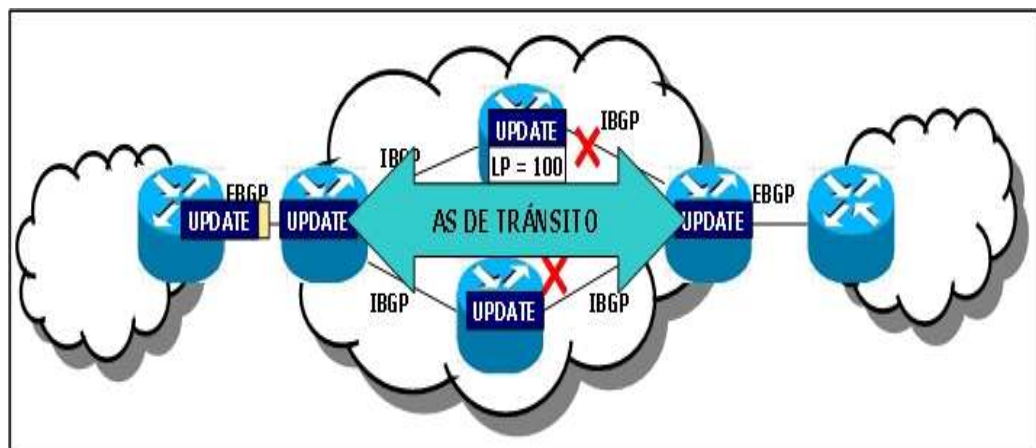 UPDATE
IBGP
LP = 100
IBGP
EBGP
EBGP
UPDATE
UPDATE
AS DE TRÁNSITO
UPDATE
IBGP
UPDATE
IBGP